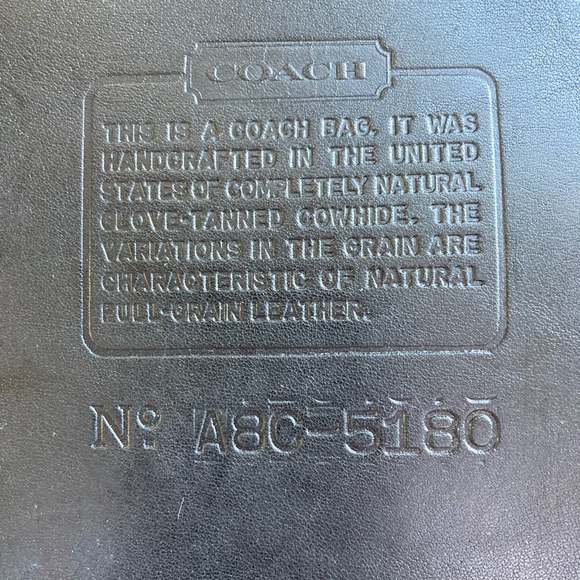 COACH
THIS IS A COACH BAG. IT WAS
HANDCRAFTED IN THE UNITED
STATES OF COMPLETELY NATURAL
GLOVE-TANNED COWHIDE. THE
VARIATIONS IN THE GRAIN ARE
CHARACTERISTIC OF NATURAL
FULL-GRAIN LEATHER.
No: A8C-5180